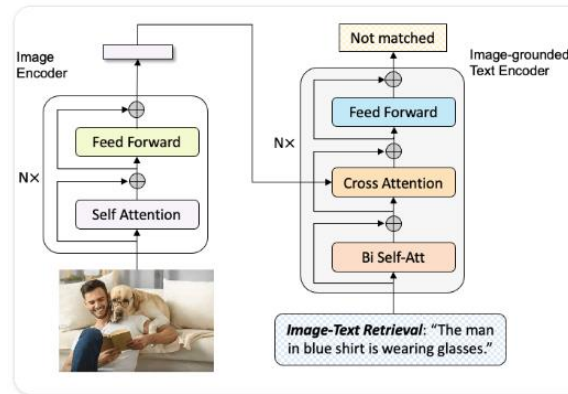 Image
Encoder
Feed Forward
N×
Self Attention
Not matched
Image-grounded
Text Encoder
Feed Forward
N×
Cross Attention
Bi Self-Att
Image-Text Retrieval: “The man
in blue shirt is wearing glasses.”